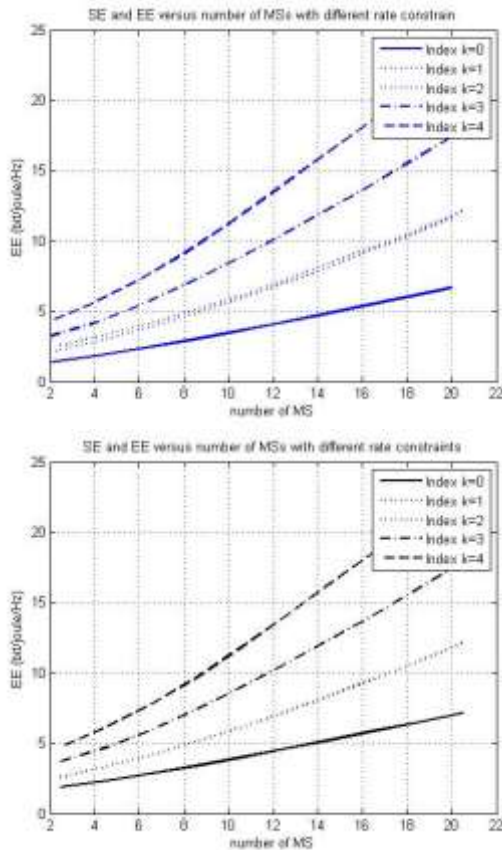 SE and EE versus number of MSs with different rate constrain
25
20
15
10
5
0
EE (bit/joule/Hz)
Index k=0
Index k=1
Index k=2
Index k=3
Index k=4
2 4 6 8 10 12 14 16 18 20 22
number of MS
SE and EE versus number of MSs with different rate constraints
25
20
15
10
5
0
EE (bit/joule/Hz)
Index k=0
Index k=1
Index k=2
Index k=3
Index k=4
2 4 6 8 10 12 14 16 18 20 22
number of MS